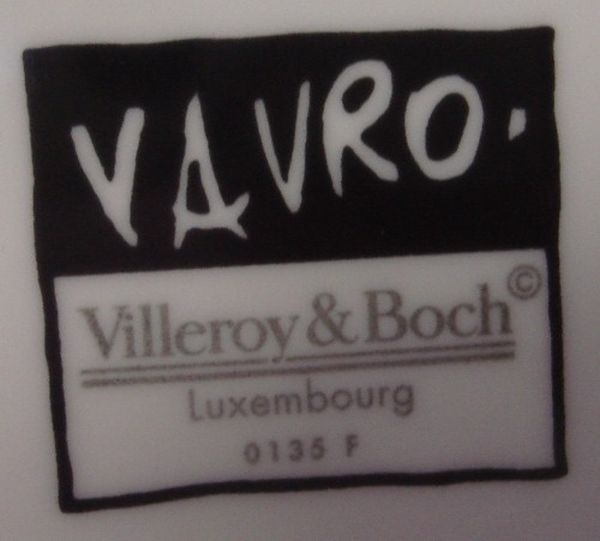 VAVRO.
Villeroy & Boch ©
Luxembourg
0135 F